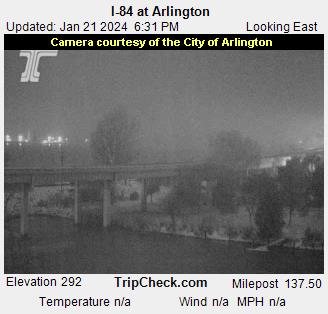 I-84 at Arlington
Updated: Jan 21 2024 6:31 PM Looking East
Camera courtesy of the City of Arlington
Elevation 292 TripCheck.com Milepost 137.50
Temperature n/a Wind n/a MPH n/a